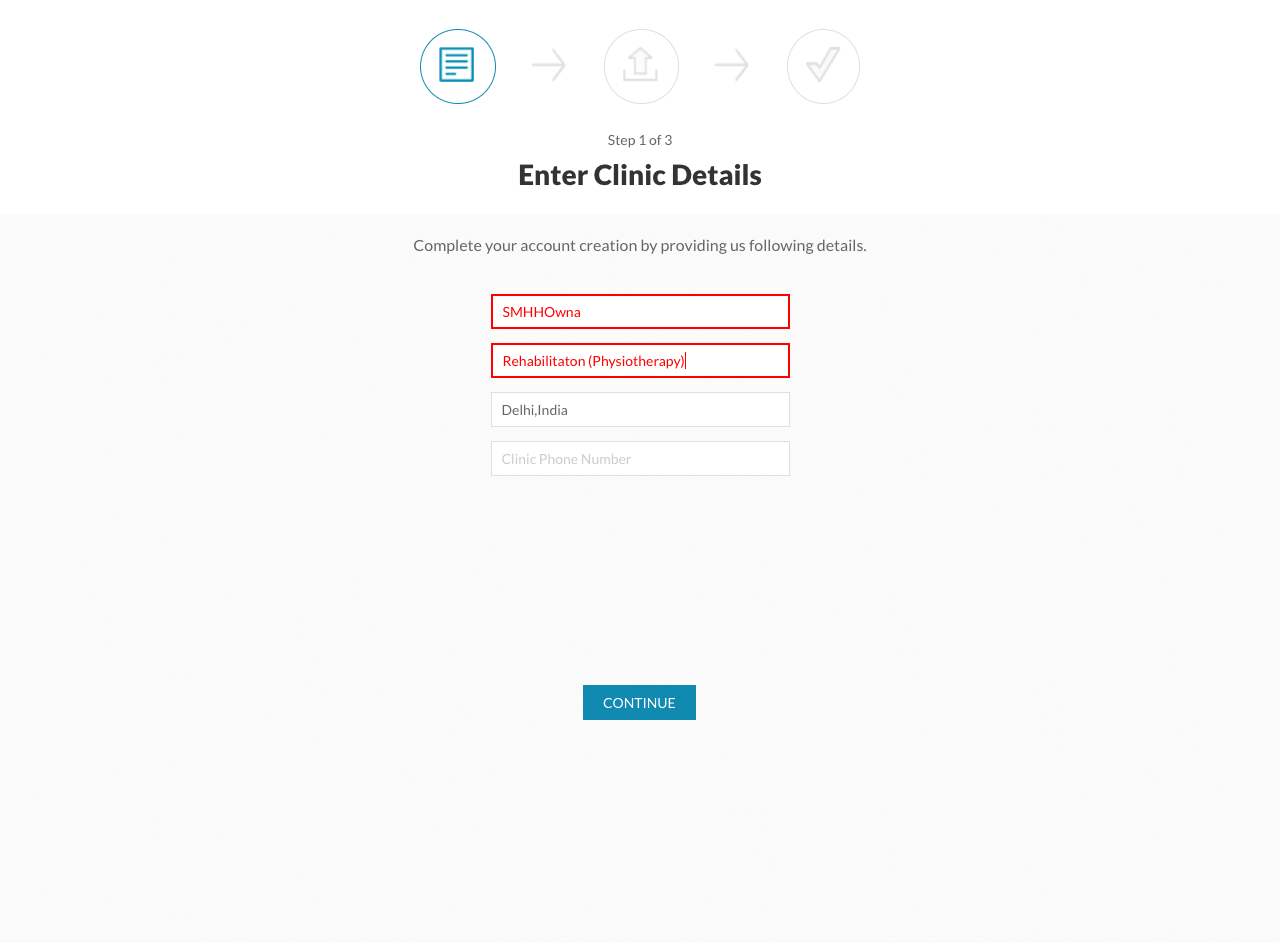 Step 1 of 3
Enter Clinic Details
Complete your account creation by providing us following details.
SMHHOwna
Rehabilitaton (Physiotherapy)
Delhi,India
Clinic Phone Number
CONTINUE